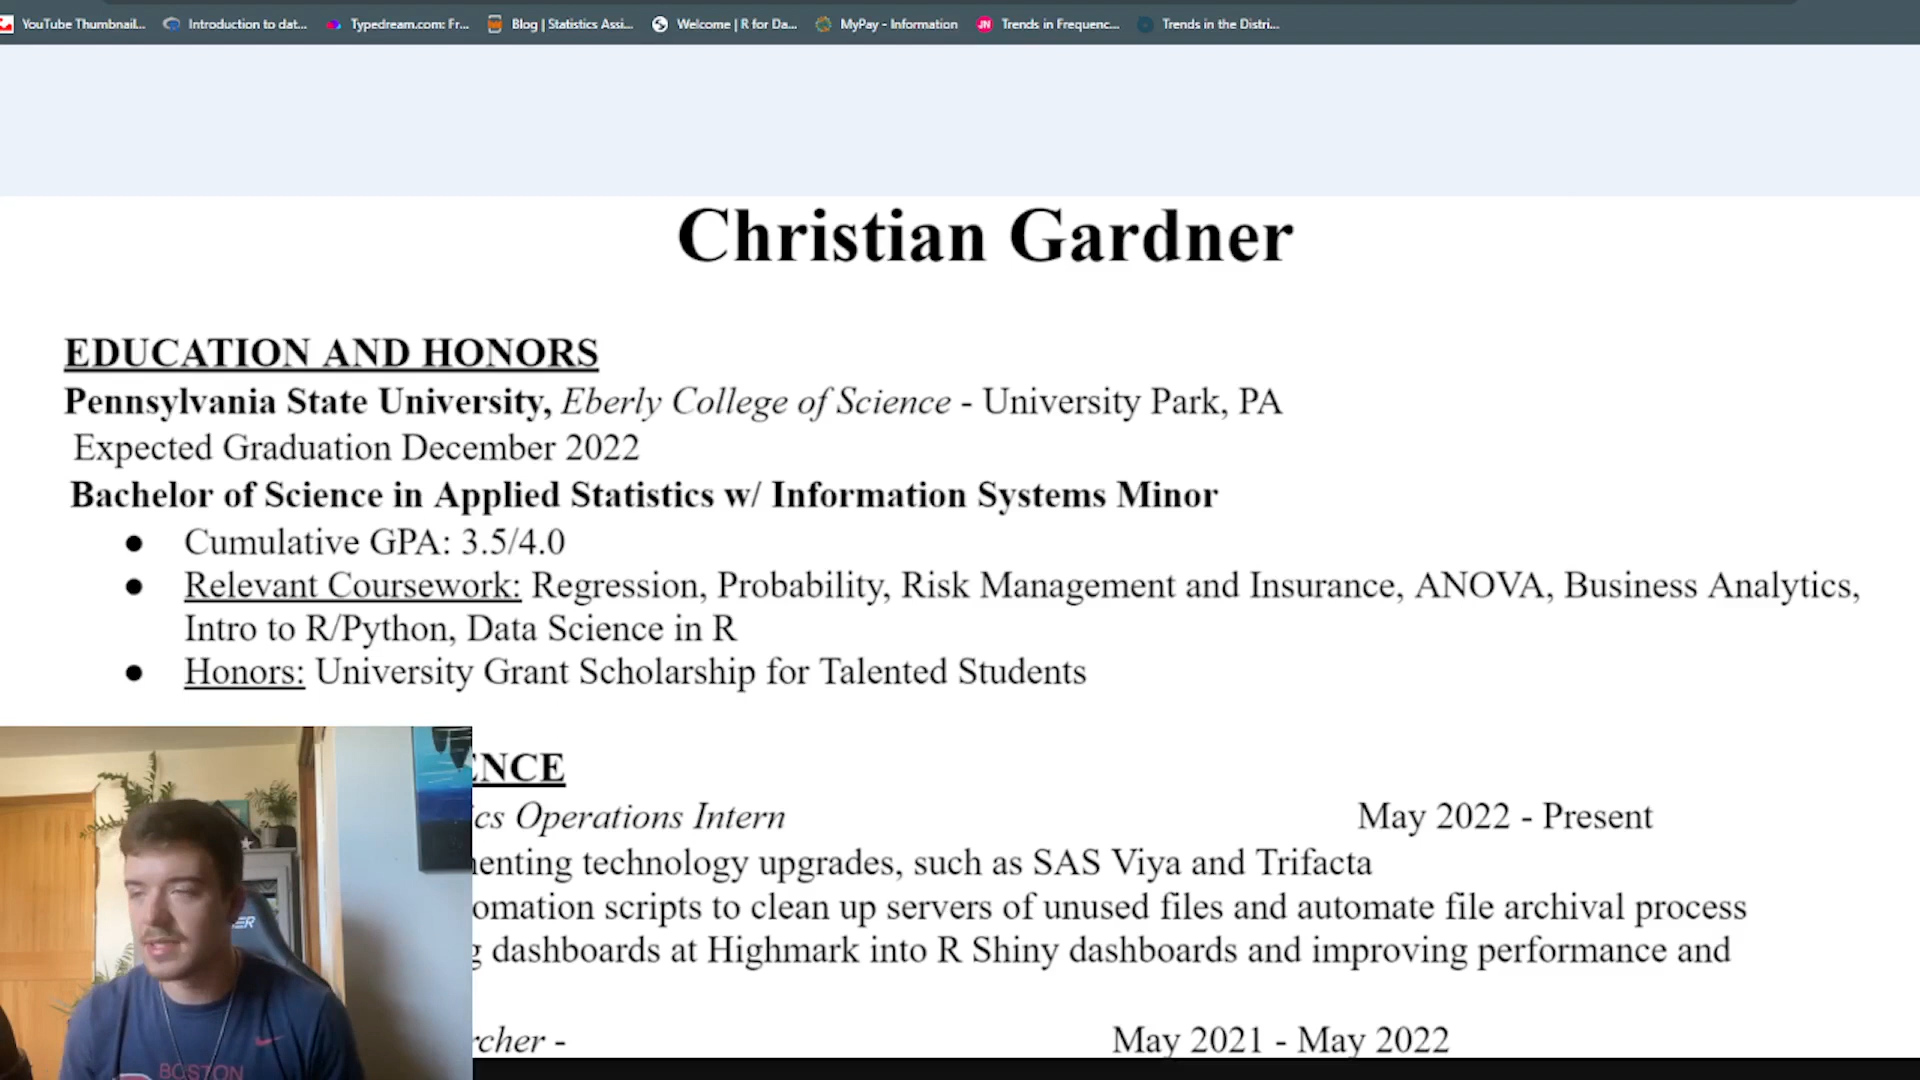 YouTube Thumbnail... Introduction to dat... Typedream.com: Fr... Blog | Statistics Assi... Welcome | R for Da... MyPay - Information JN Trends in Frequenc... Trends in the Distri...
Christian Gardner
EDUCATION AND HONORS
Pennsylvania State University, Eberly College of Science - University Park, PA
Expected Graduation December 2022
Bachelor of Science in Applied Statistics w/ Information Systems Minor
● Cumulative GPA: 3.5/4.0
● Relevant Coursework: Regression, Probability, Risk Management and Insurance, ANOVA, Business Analytics,
Intro to R/Python, Data Science in R
● Honors: University Grant Scholarship for Talented Students
ENCE
cs Operations Intern May 2022 - Present
enting technology upgrades, such as SAS Viya and Trifacta
omation scripts to clean up servers of unused files and automate file archival process
g dashboards at Highmark into R Shiny dashboards and improving performance and
rcher - May 2021 - May 2022
BOSTON